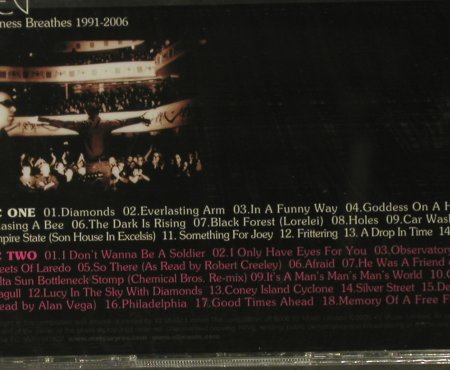 ness Breathes 1991-2006
E ONE 01.Diamonds 02.Everlasting Arm 03.In A Funny Way 04.Goddess On A H
asing A Bee 06.The Dark Is Rising 07.Black Forest (Lorelei) 08.Holes 09.Car Was
mpire State (Son House In Excelsis) 11. Something For Joey 12. Frittering 13. A Drop In Time
E TWO 01.I Don't Wanna Be A Soldier 02.I Only Have Eyes For You 03.Observatory
eets Of Laredo 05.So There (As Read by Robert Creeley) 06.Afraid 07.He Was A Friend
lta Sun Bottleneck Stomp (Chemical Bros. Re-mix) 09.It's A Man's Man's Man's World
agull 12.Lucy In The Sky With Diamonds 13.Coney Island Cyclone 14.Silver Street 15.De
ead by Alan Vega) 16.Philadelphia 17.Good Times Ahead 18.Memory Of A Free F